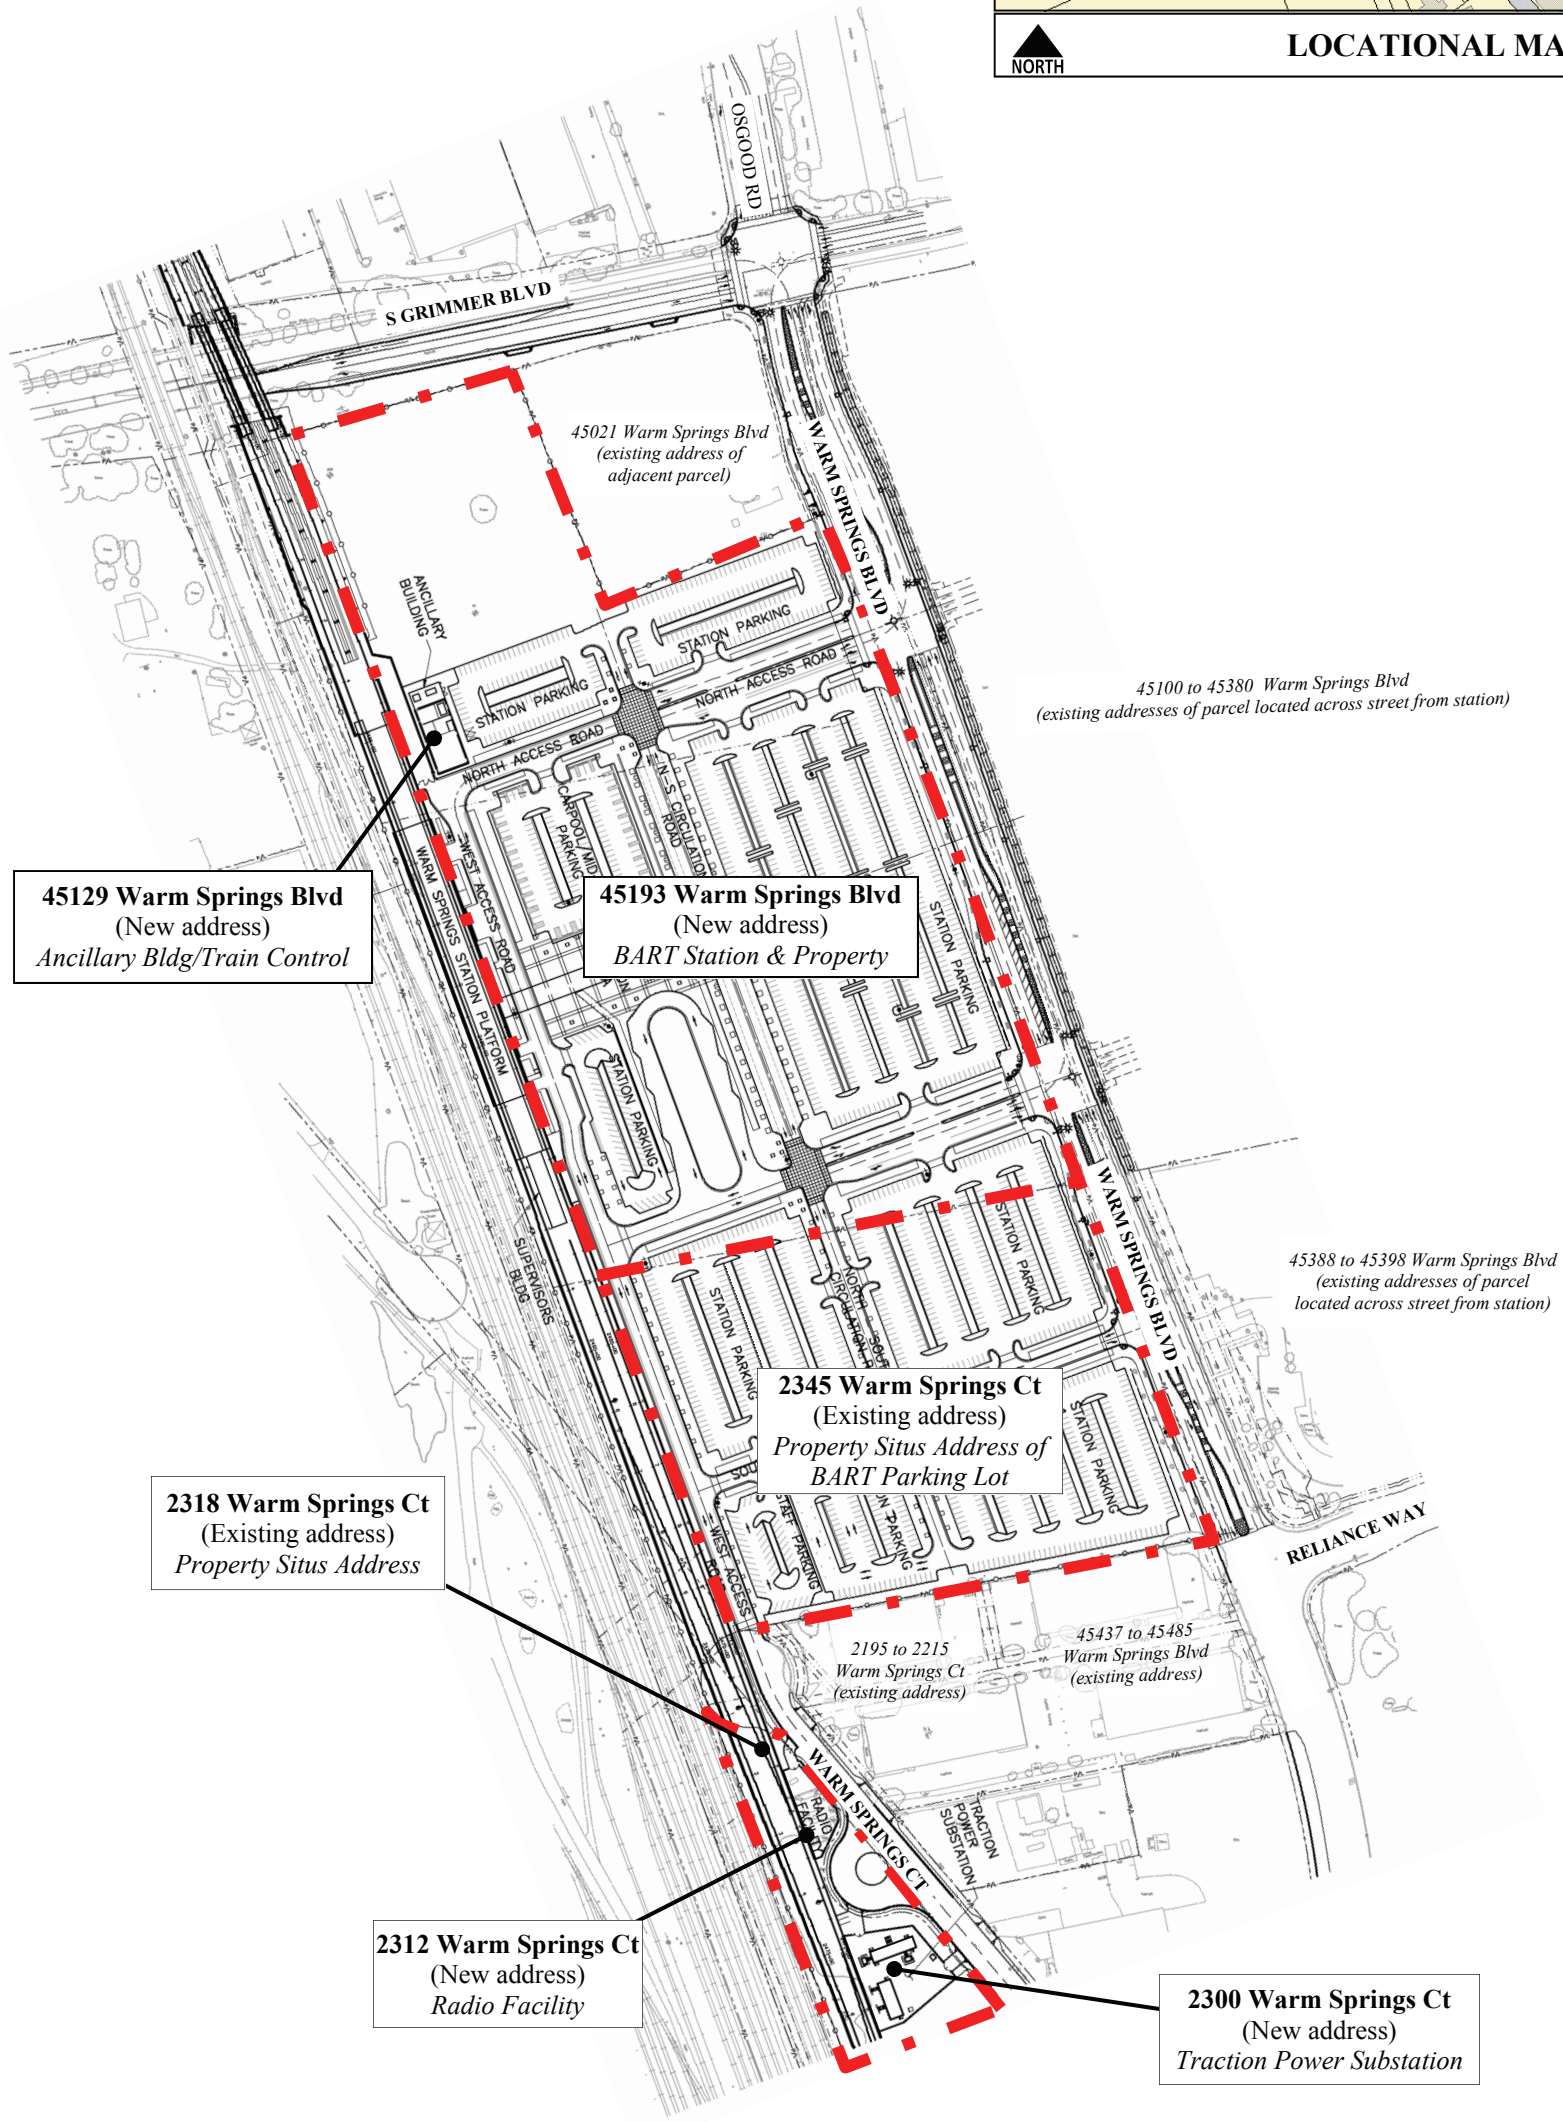 NORTH
LOCATIONAL MA
OSGOOD RD
S GRIMMER BLVD
45021 Warm Springs Blvd
(existing address of
adjacent parcel)
WARM SPRINGS BLVD
ANCILLARY
BUILDING
STATION PARKING
STATION PARKING
NORTH ACCESS ROAD
NORTH ACCESS ROAD
45100 to 45380 Warm Springs Blvd
(existing addresses of parcel located across street from station)
CARPOOL/MID
PARKING
N-S CIRCULATION
ROAD
WEST ACCESS ROAD
WARM SPRINGS STATION PLATFORM
45129 Warm Springs Blvd
(New address)
Ancillary Bldg/Train Control
45193 Warm Springs Blvd
(New address)
BART Station & Property
STATION PARKING
STATION PARKING
WARM SPRINGS BLVD
SUPERVISORS
BLDG
STATION PARKING
NORTH
CIRCULATION
STATION PARKING
45388 to 45398 Warm Springs Blvd
(existing addresses of parcel
located across street from station)
2345 Warm Springs Ct
(Existing address)
Property Situs Address of
BART Parking Lot
STATION PARKING
2318 Warm Springs Ct
(Existing address)
Property Situs Address
WEST ACCESS
STAFF PARKING
PARKING
RELIANCE WAY
2195 to 2215
Warm Springs Ct
(existing address)
45437 to 45485
Warm Springs Blvd
(existing address)
WARM SPRINGS CT
RADIO
TRACTION
POWER
SUBSTATION
2312 Warm Springs Ct
(New address)
Radio Facility
2300 Warm Springs Ct
(New address)
Traction Power Substation